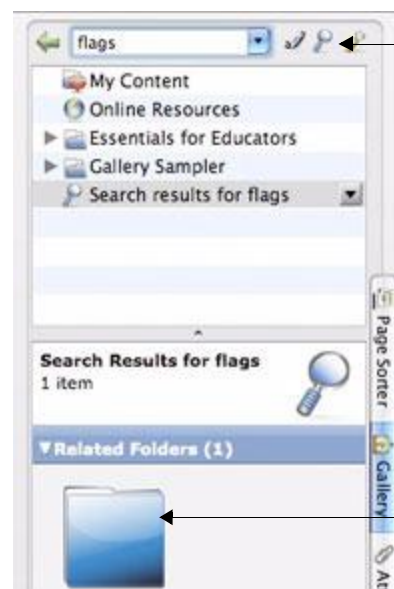 flags
My Content
Online Resources
Essentials for Educators
Gallery Sampler
Search results for flags
Search Results for flags
1 item
Related Folders (1)
Page Sorter
Gallery
At